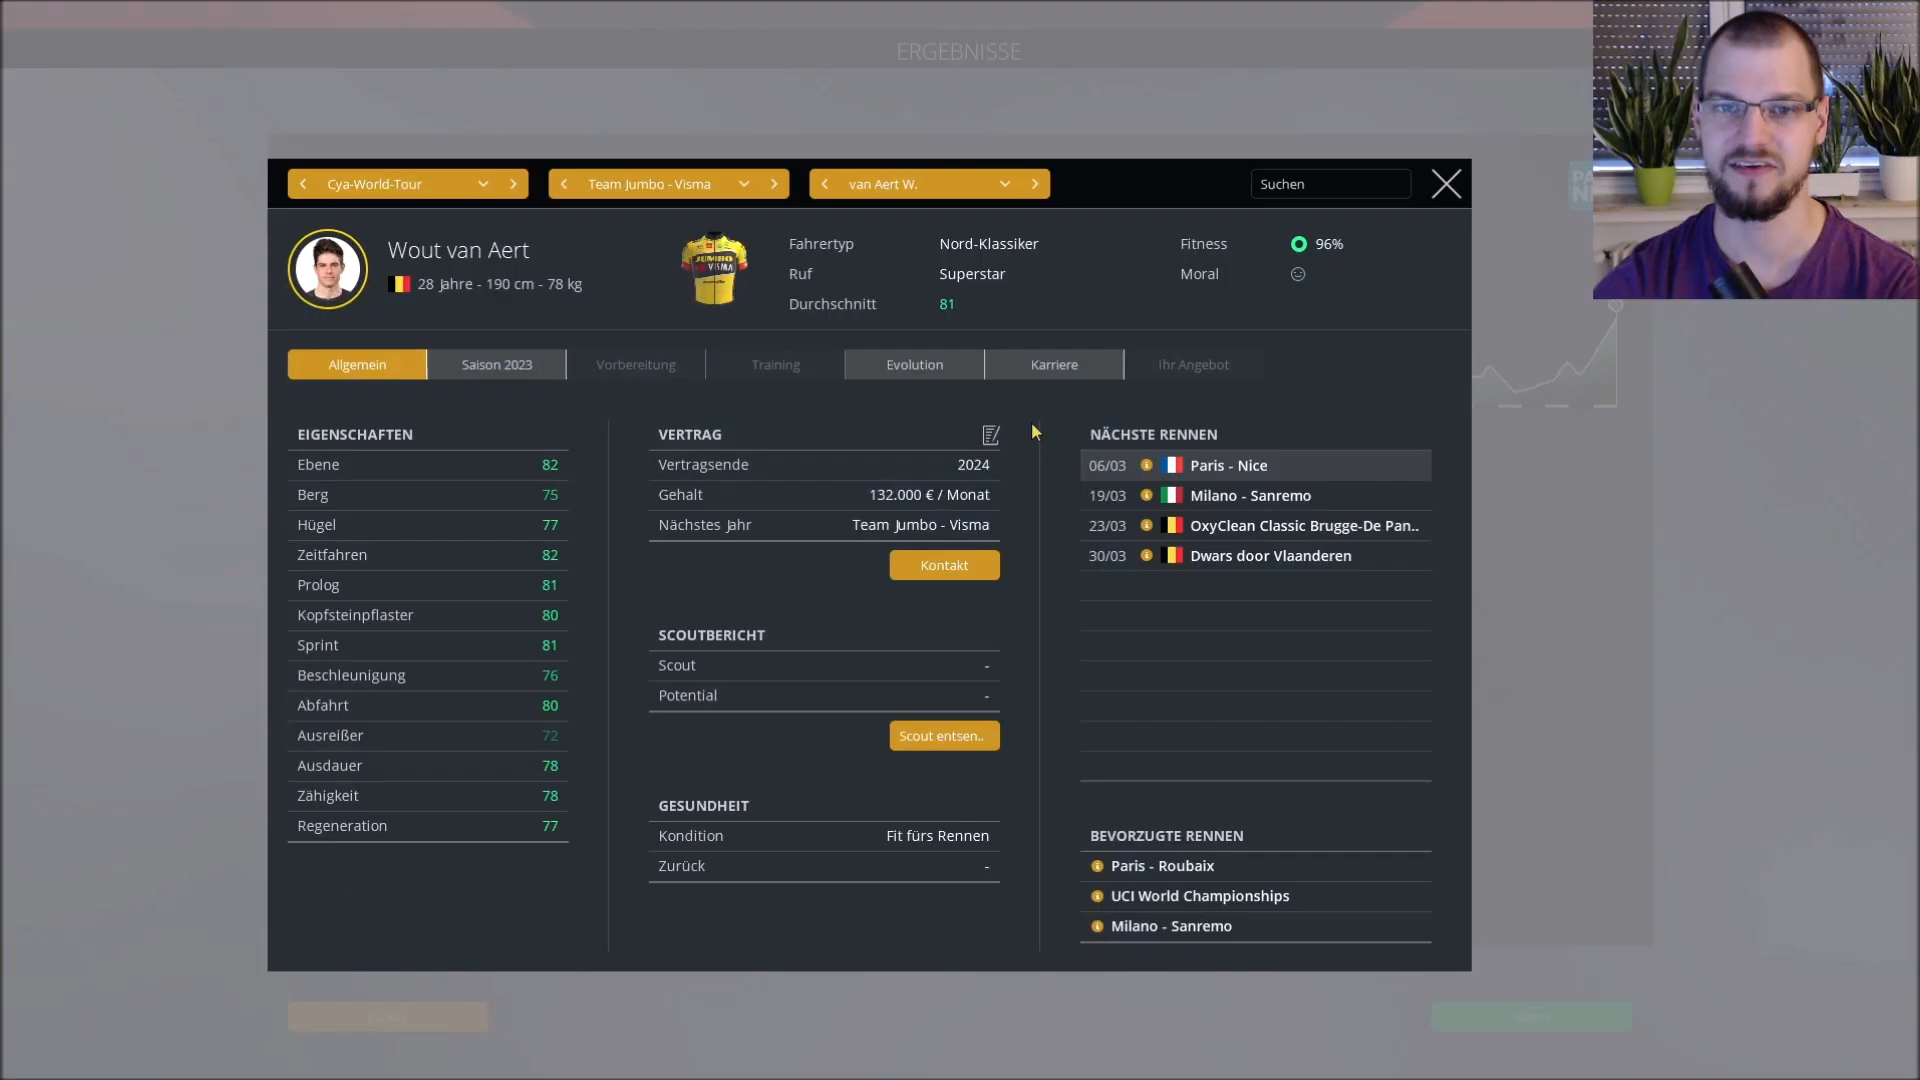 ERGEBNISSE
Cya-World-Tour
Team Jumbo - Visma
van Aert W.
Suchen
Wout van Aert
28 Jahre - 190 cm - 78 kg
JUMBO
VISMA
Fahrertyp Nord-Klassiker
Ruf Superstar
Durchschnitt 81
Fitness 96%
Moral
Allgemein
Saison 2023
Vorbereitung
Training
Evolution
Karriere
Ihr Angebot
EIGENSCHAFTEN
Ebene 82
Berg 75
Hügel 77
Zeitfahren 82
Prolog 81
Kopfsteinpflaster 80
Sprint 81
Beschleunigung 76
Abfahrt 80
Ausreißer 72
Ausdauer 78
Zähigkeit 78
Regeneration 77
VERTRAG
Vertragsende 2024
Gehalt 132.000 € / Monat
Nächstes Jahr Team Jumbo - Visma
Kontakt
SCOUTBERICHT
Scout -
Potential -
Scout entsen..
GESUNDHEIT
Kondition Fit fürs Rennen
Zurück -
NÄCHSTE RENNEN
06/03 Paris - Nice
19/03 Milano - Sanremo
23/03 OxyClean Classic Brugge-De Pan..
30/03 Dwars door Vlaanderen
BEVORZUGTE RENNEN
Paris - Roubaix
UCI World Championships
Milano - Sanremo